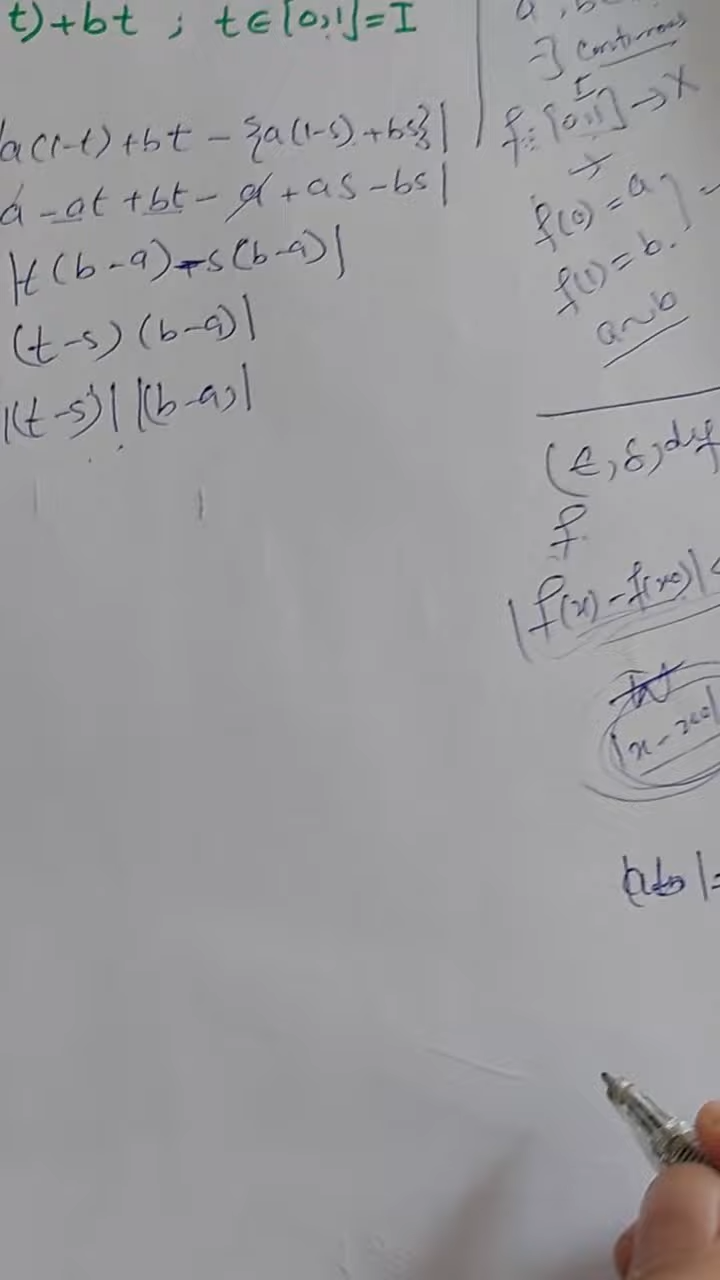 t) + bt ; t ∈ [0,1] = I
|a(1-t) + bt - {a(1-s) + bs}|
a - at + bt - a + as - bs|
|t(b-a) - s(b-a)|
(t-s)(b-a)|
|(t-s)| |(b-a)|
a, b
∃ continuous
I
f: [0,1] → X
f(0) = a
f(1) = b.
a~b
(ε, δ) def
f
|f(x) - f(x0)| <
|x - x0|